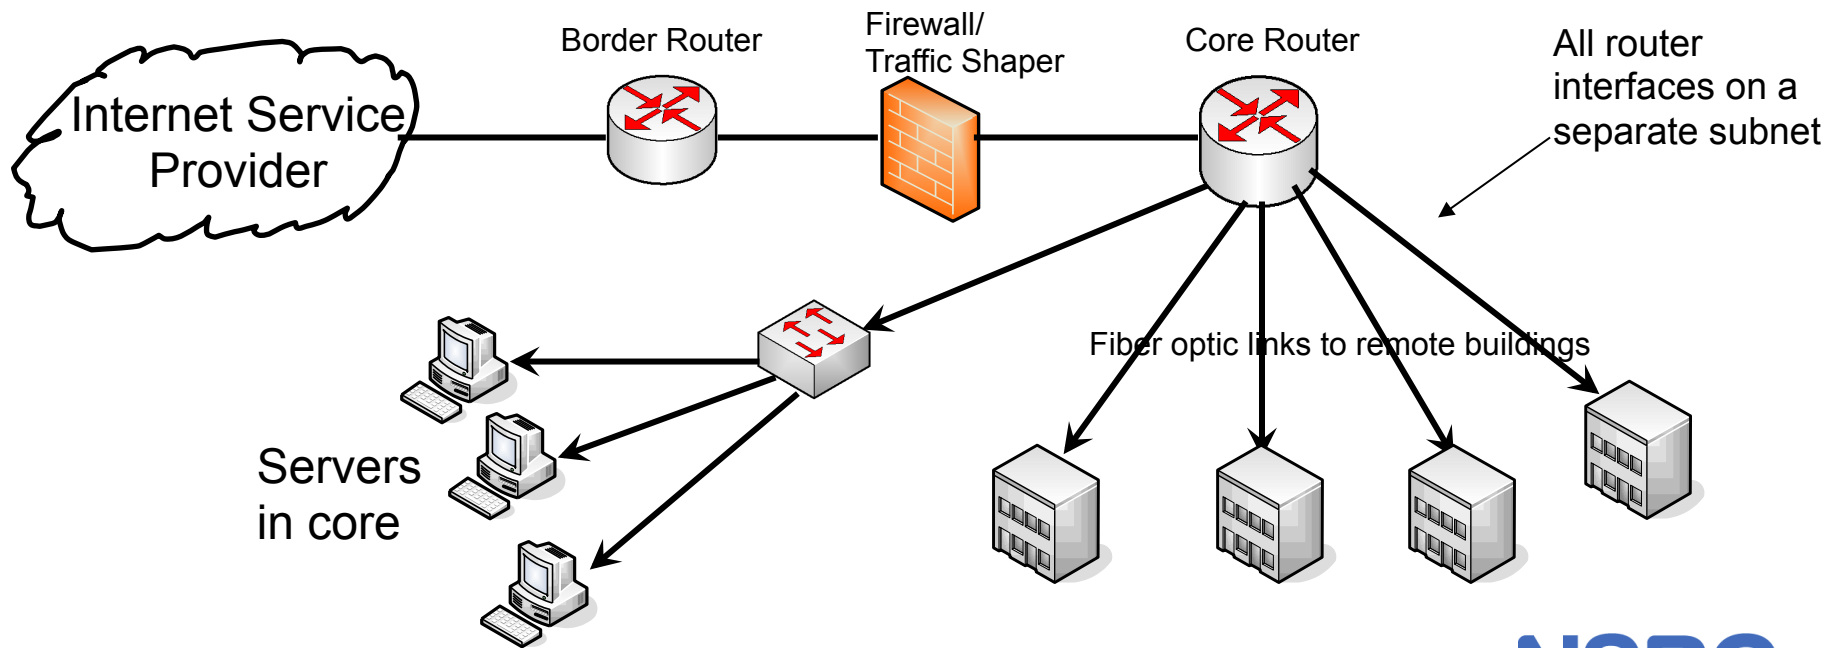 Border Router
Firewall/
Traffic Shaper
Core Router
All router
interfaces on a
separate subnet
Internet Service
Provider
Fiber optic links to remote buildings
Servers
in core